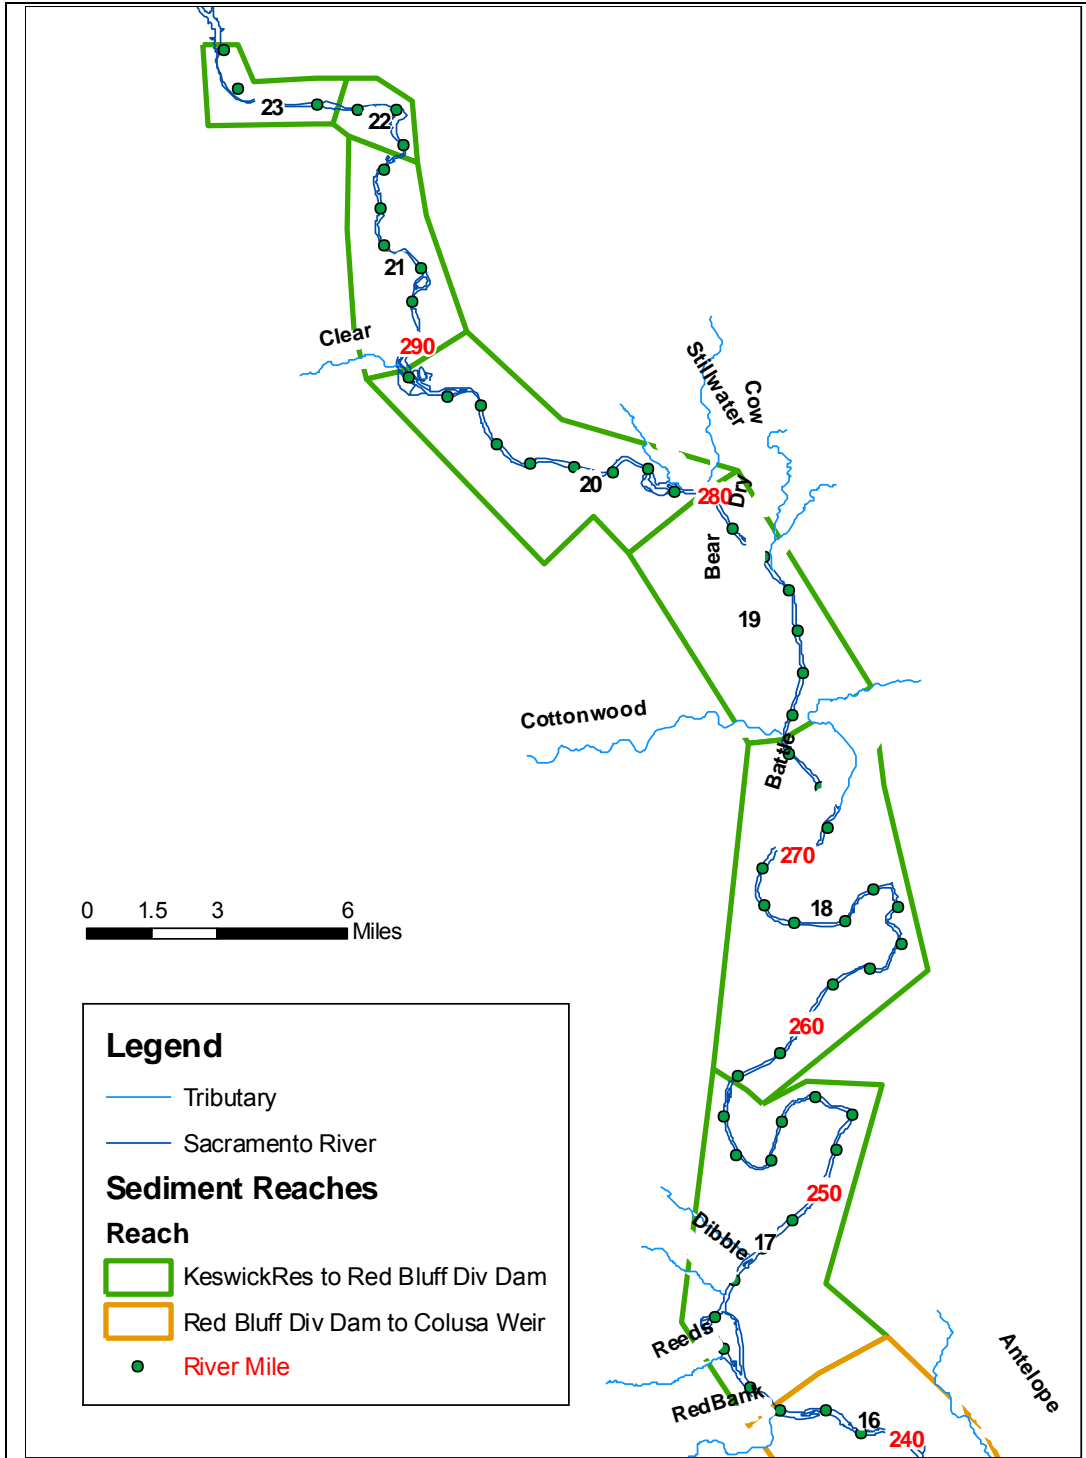 23
22
21
Clear
290
Stillwater
Cow
20
280
Dry
Bear
19
Cottonwood
Battle
270
18
0 1.5 3 6
Miles
260
Legend
Tributary
Sacramento River
Sediment Reaches
Reach
KeswickRes to Red Bluff Div Dam
Red Bluff Div Dam to Colusa Weir
River Mile
250
Dibble
17
Reeds
Antelope
RedBank
16
240